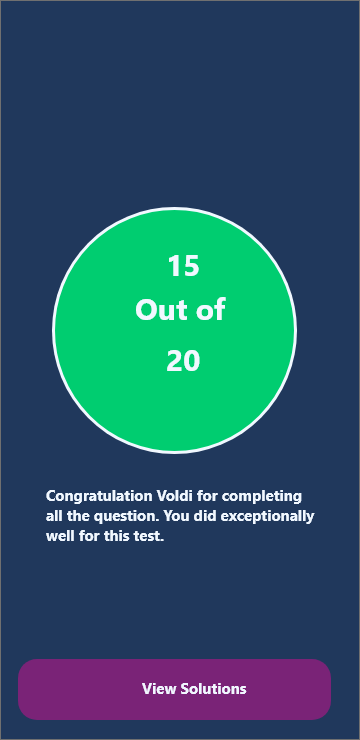 15
Out of
20
Congratulation Voldi for completing
all the question. You did exceptionally
well for this test.
View Solutions